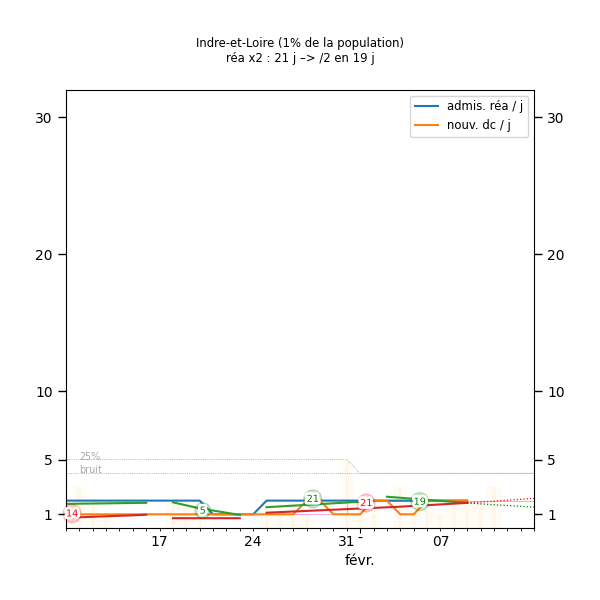 Indre-et-Loire (1% de la population)
réa x2 : 21 j –> /2 en 19 j
admis. réa / j
nouv. dc / j
30 30
20 20
10 10
25%
5 5
bruit
14 5 21 21 19
1 1
17 24 31 07
févr.